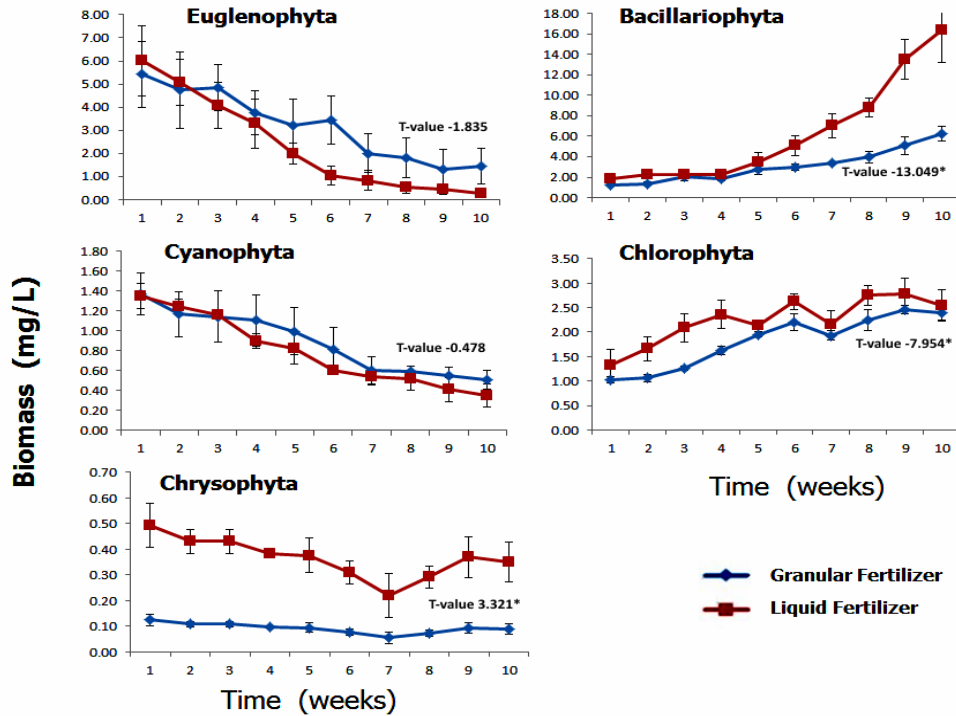 Euglenophyta
8.00
7.00
6.00
5.00
4.00
3.00
2.00
1.00
0.00
T-value -1.835
1 2 3 4 5 6 7 8 9 10
Bacillariophyta
18.00
16.00
14.00
12.00
10.00
8.00
6.00
4.00
2.00
0.00
T-value -13.049*
1 2 3 4 5 6 7 8 9 10
Cyanophyta
1.80
1.60
1.40
1.20
1.00
0.80
0.60
0.40
0.20
0.00
T-value -0.478
1 2 3 4 5 6 7 8 9 10
Chlorophyta
3.50
3.00
2.50
2.00
1.50
1.00
0.50
0.00
T-value -7.954*
1 2 3 4 5 6 7 8 9 10
Time (weeks)
Biomass (mg/L)
Chrysophyta
0.70
0.60
0.50
0.40
0.30
0.20
0.10
0.00
T-value 3.321*
1 2 3 4 5 6 7 8 9 10
Time (weeks)
Granular Fertilizer
Liquid Fertilizer